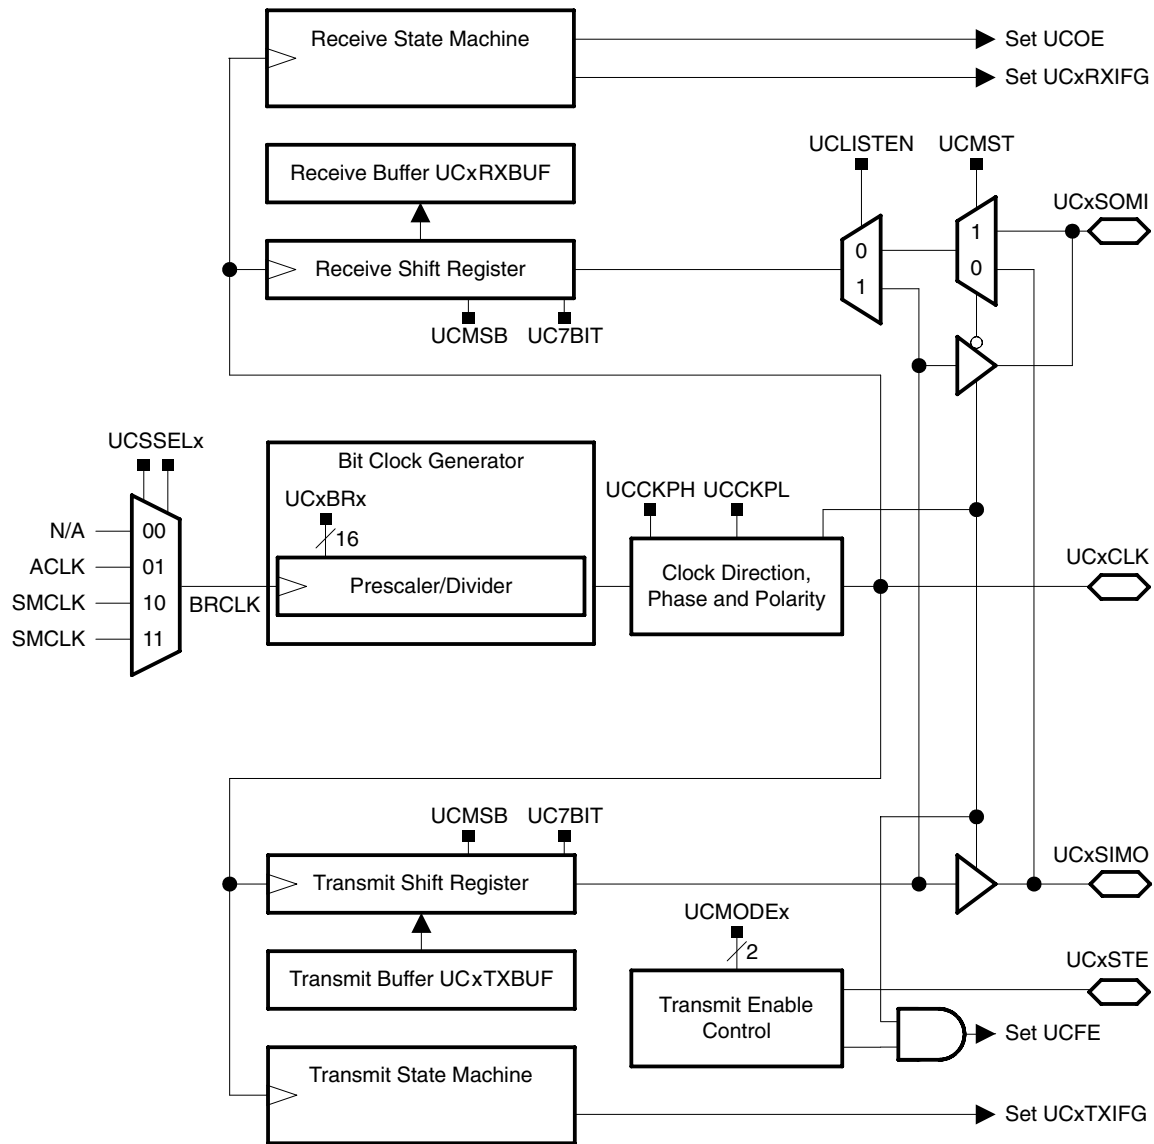 Receive State Machine
Set UCOE
Set UCxRXIFG
Receive Buffer UCxRXBUF
UCLISTEN
UCMST
UCxSOMI
1
0
0
1
Receive Shift Register
UCMSB
UC7BIT
UCSSELx
Bit Clock Generator
UCxBRx
16
UCCKPH
UCCKPL
N/A
00
ACLK
01
SMCLK
10
SMCLK
11
BRCLK
Prescaler/Divider
Clock Direction,
Phase and Polarity
UCxCLK
UCMSB
UC7BIT
Transmit Shift Register
UCxSIMO
UCMODEx
2
Transmit Buffer UCxTXBUF
Transmit Enable
Control
UCxSTE
Set UCFE
Transmit State Machine
Set UCxTXIFG